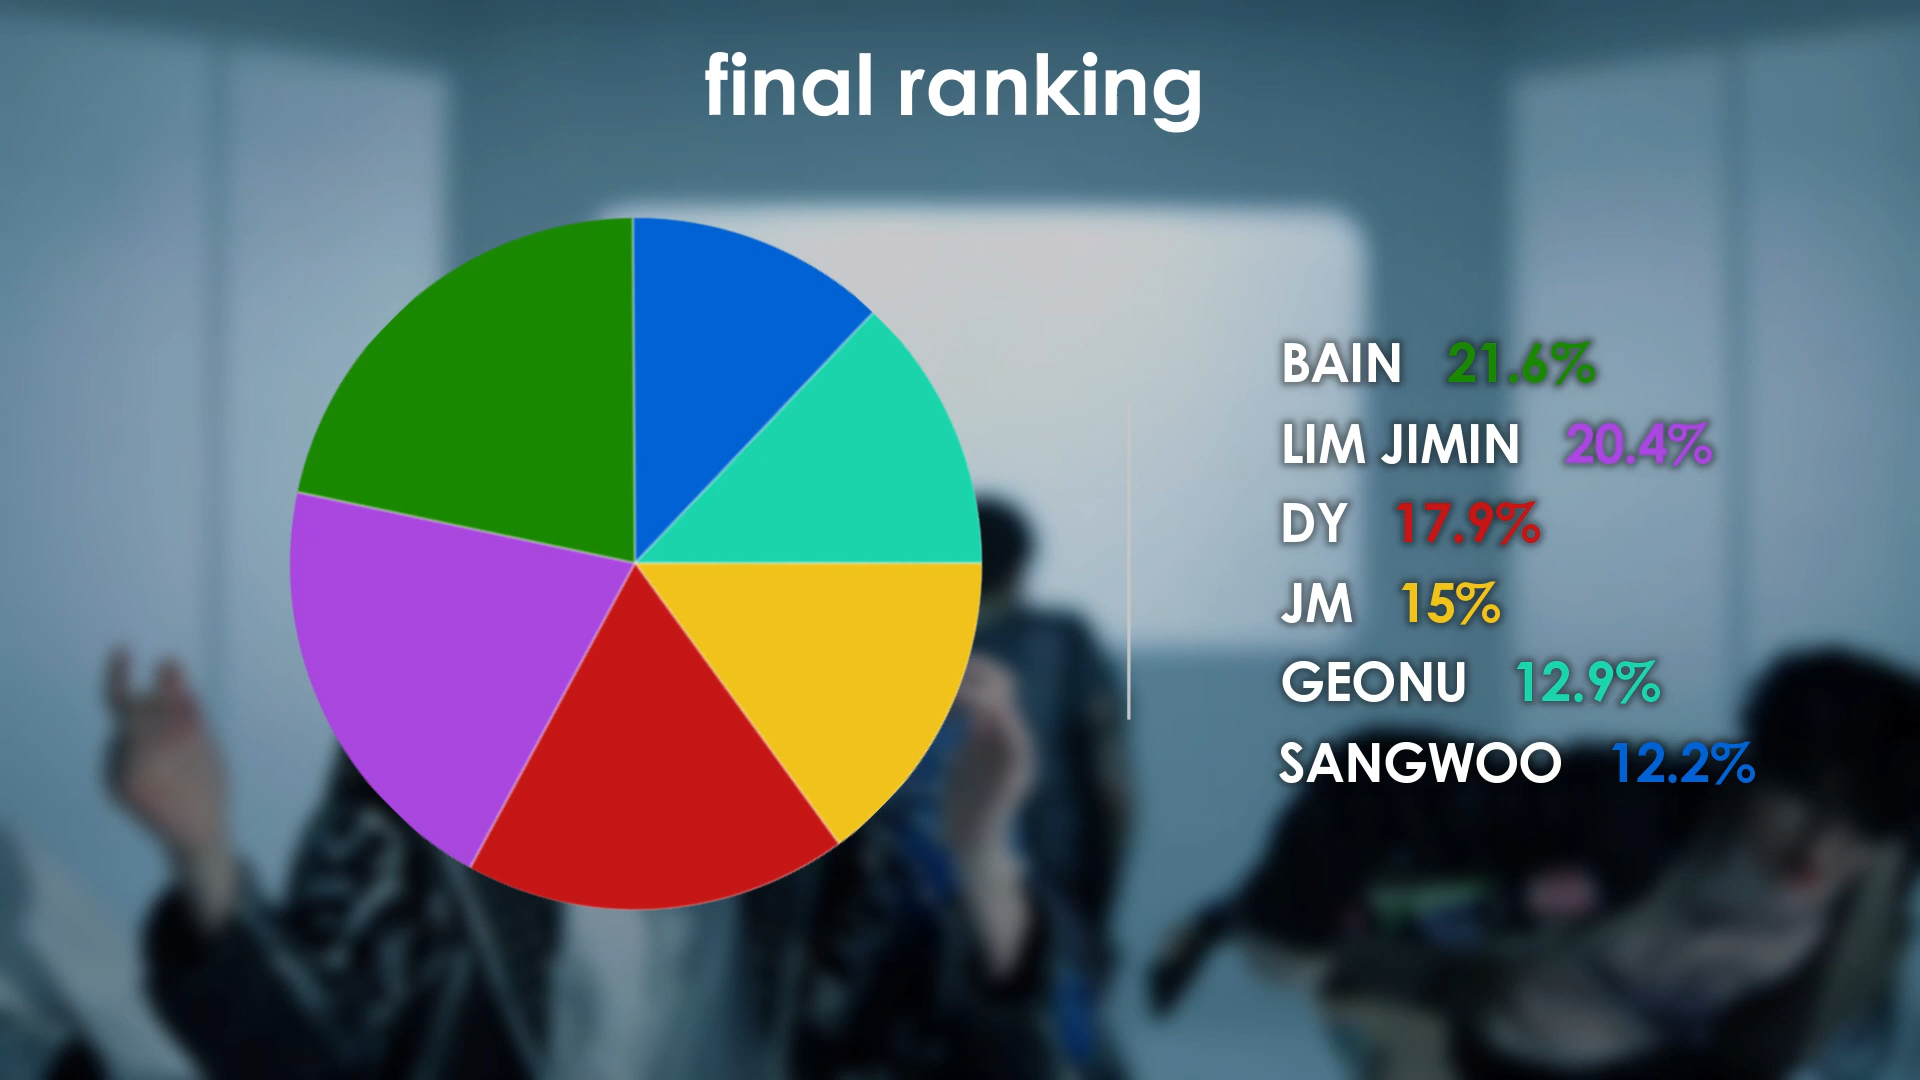 final ranking
BAIN 21.6%
LIM JIMIN 20.4%
DY 17.9%
JM 15%
GEONU 12.9%
SANGWOO 12.2%